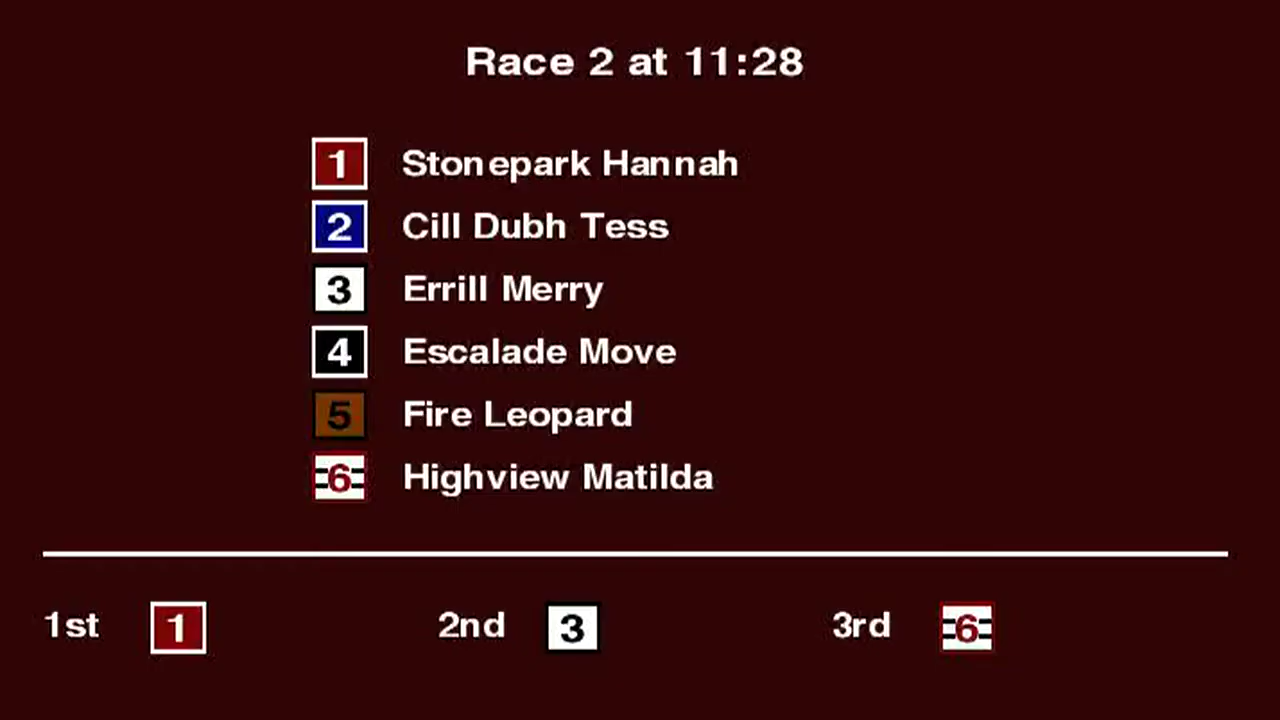 Race 2 at 11:28
1 Stonepark Hannah
2 Cill Dubh Tess
3 Errill Merry
4 Escalade Move
5 Fire Leopard
6 Highview Matilda
1st 1 2nd 3 3rd 6